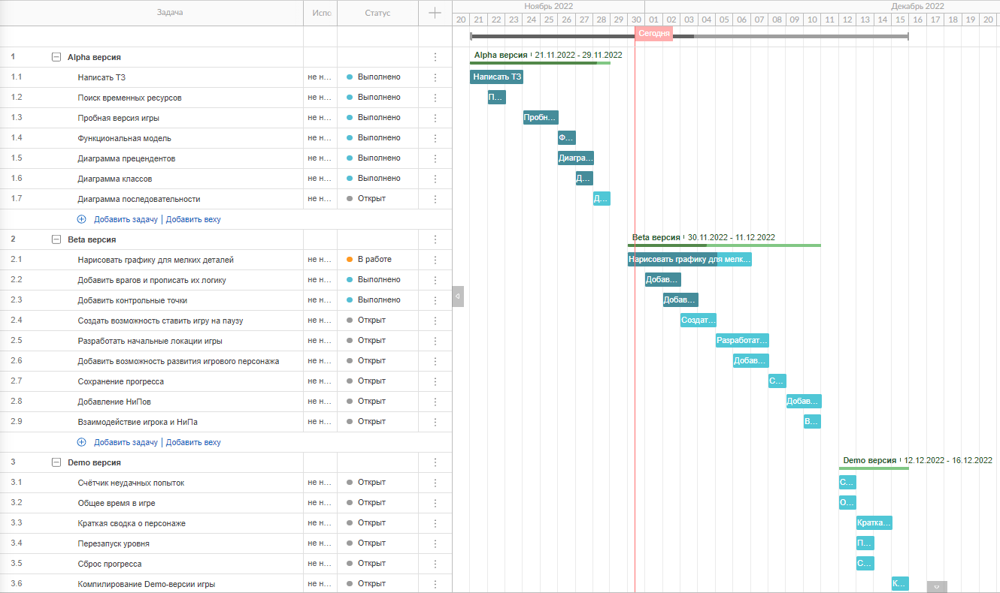 Задача Испо Статус Ноябрь 2022 Декабрь 2022
20 21 22 23 24 25 26 27 28 29 30 01 02 03 04 05 06 07 08 09 10 11 12 13 14 15 16 17 18 19 20
Сегодня
1 Alpha версия Alpha версия 21.11.2022 - 29.11.2022
1.1 Написать ТЗ не н... Выполнено Написать ТЗ
1.2 Поиск временных ресурсов не н... Выполнено П...
1.3 Пробная версия игры не н... Выполнено Пробн...
1.4 Функциональная модель не н... Выполнено Ф...
1.5 Диаграмма прецендентов не н... Выполнено Диагра...
1.6 Диаграмма классов не н... Выполнено Д...
1.7 Диаграмма последовательности не н... Открыт Д...
Добавить задачу | Добавить веху
2 Beta версия Beta версия 30.11.2022 - 11.12.2022
2.1 Нарисовать графику для мелких деталей не н... В работе Нарисовать графику для мелк...
2.2 Добавить врагов и прописать их логику не н... Выполнено Добав...
2.3 Добавить контрольные точки не н... Выполнено Добав...
2.4 Создать возможность ставить игру на паузу не н... Открыт Создат...
2.5 Разработать начальные локации игры не н... Открыт Разработат...
2.6 Добавить возможность развития игрового персонажа не н... Открыт Добав...
2.7 Сохранение прогресса не н... Открыт С...
2.8 Добавление НиПов не н... Открыт Добав...
2.9 Взаимодействие игрока и НиПа не н... Открыт В...
Добавить задачу | Добавить веху
3 Demo версия Demo версия 12.12.2022 - 16.12.2022
3.1 Счётчик неудачных попыток не н... Открыт С...
3.2 Общее время в игре не н... Открыт О...
3.3 Краткая сводка о персонаже не н... Открыт Кратка...
3.4 Перезапуск уровня не н... Открыт П...
3.5 Сброс прогресса не н... Открыт С...
3.6 Компилирование Demo-версии игры не н... Открыт К...